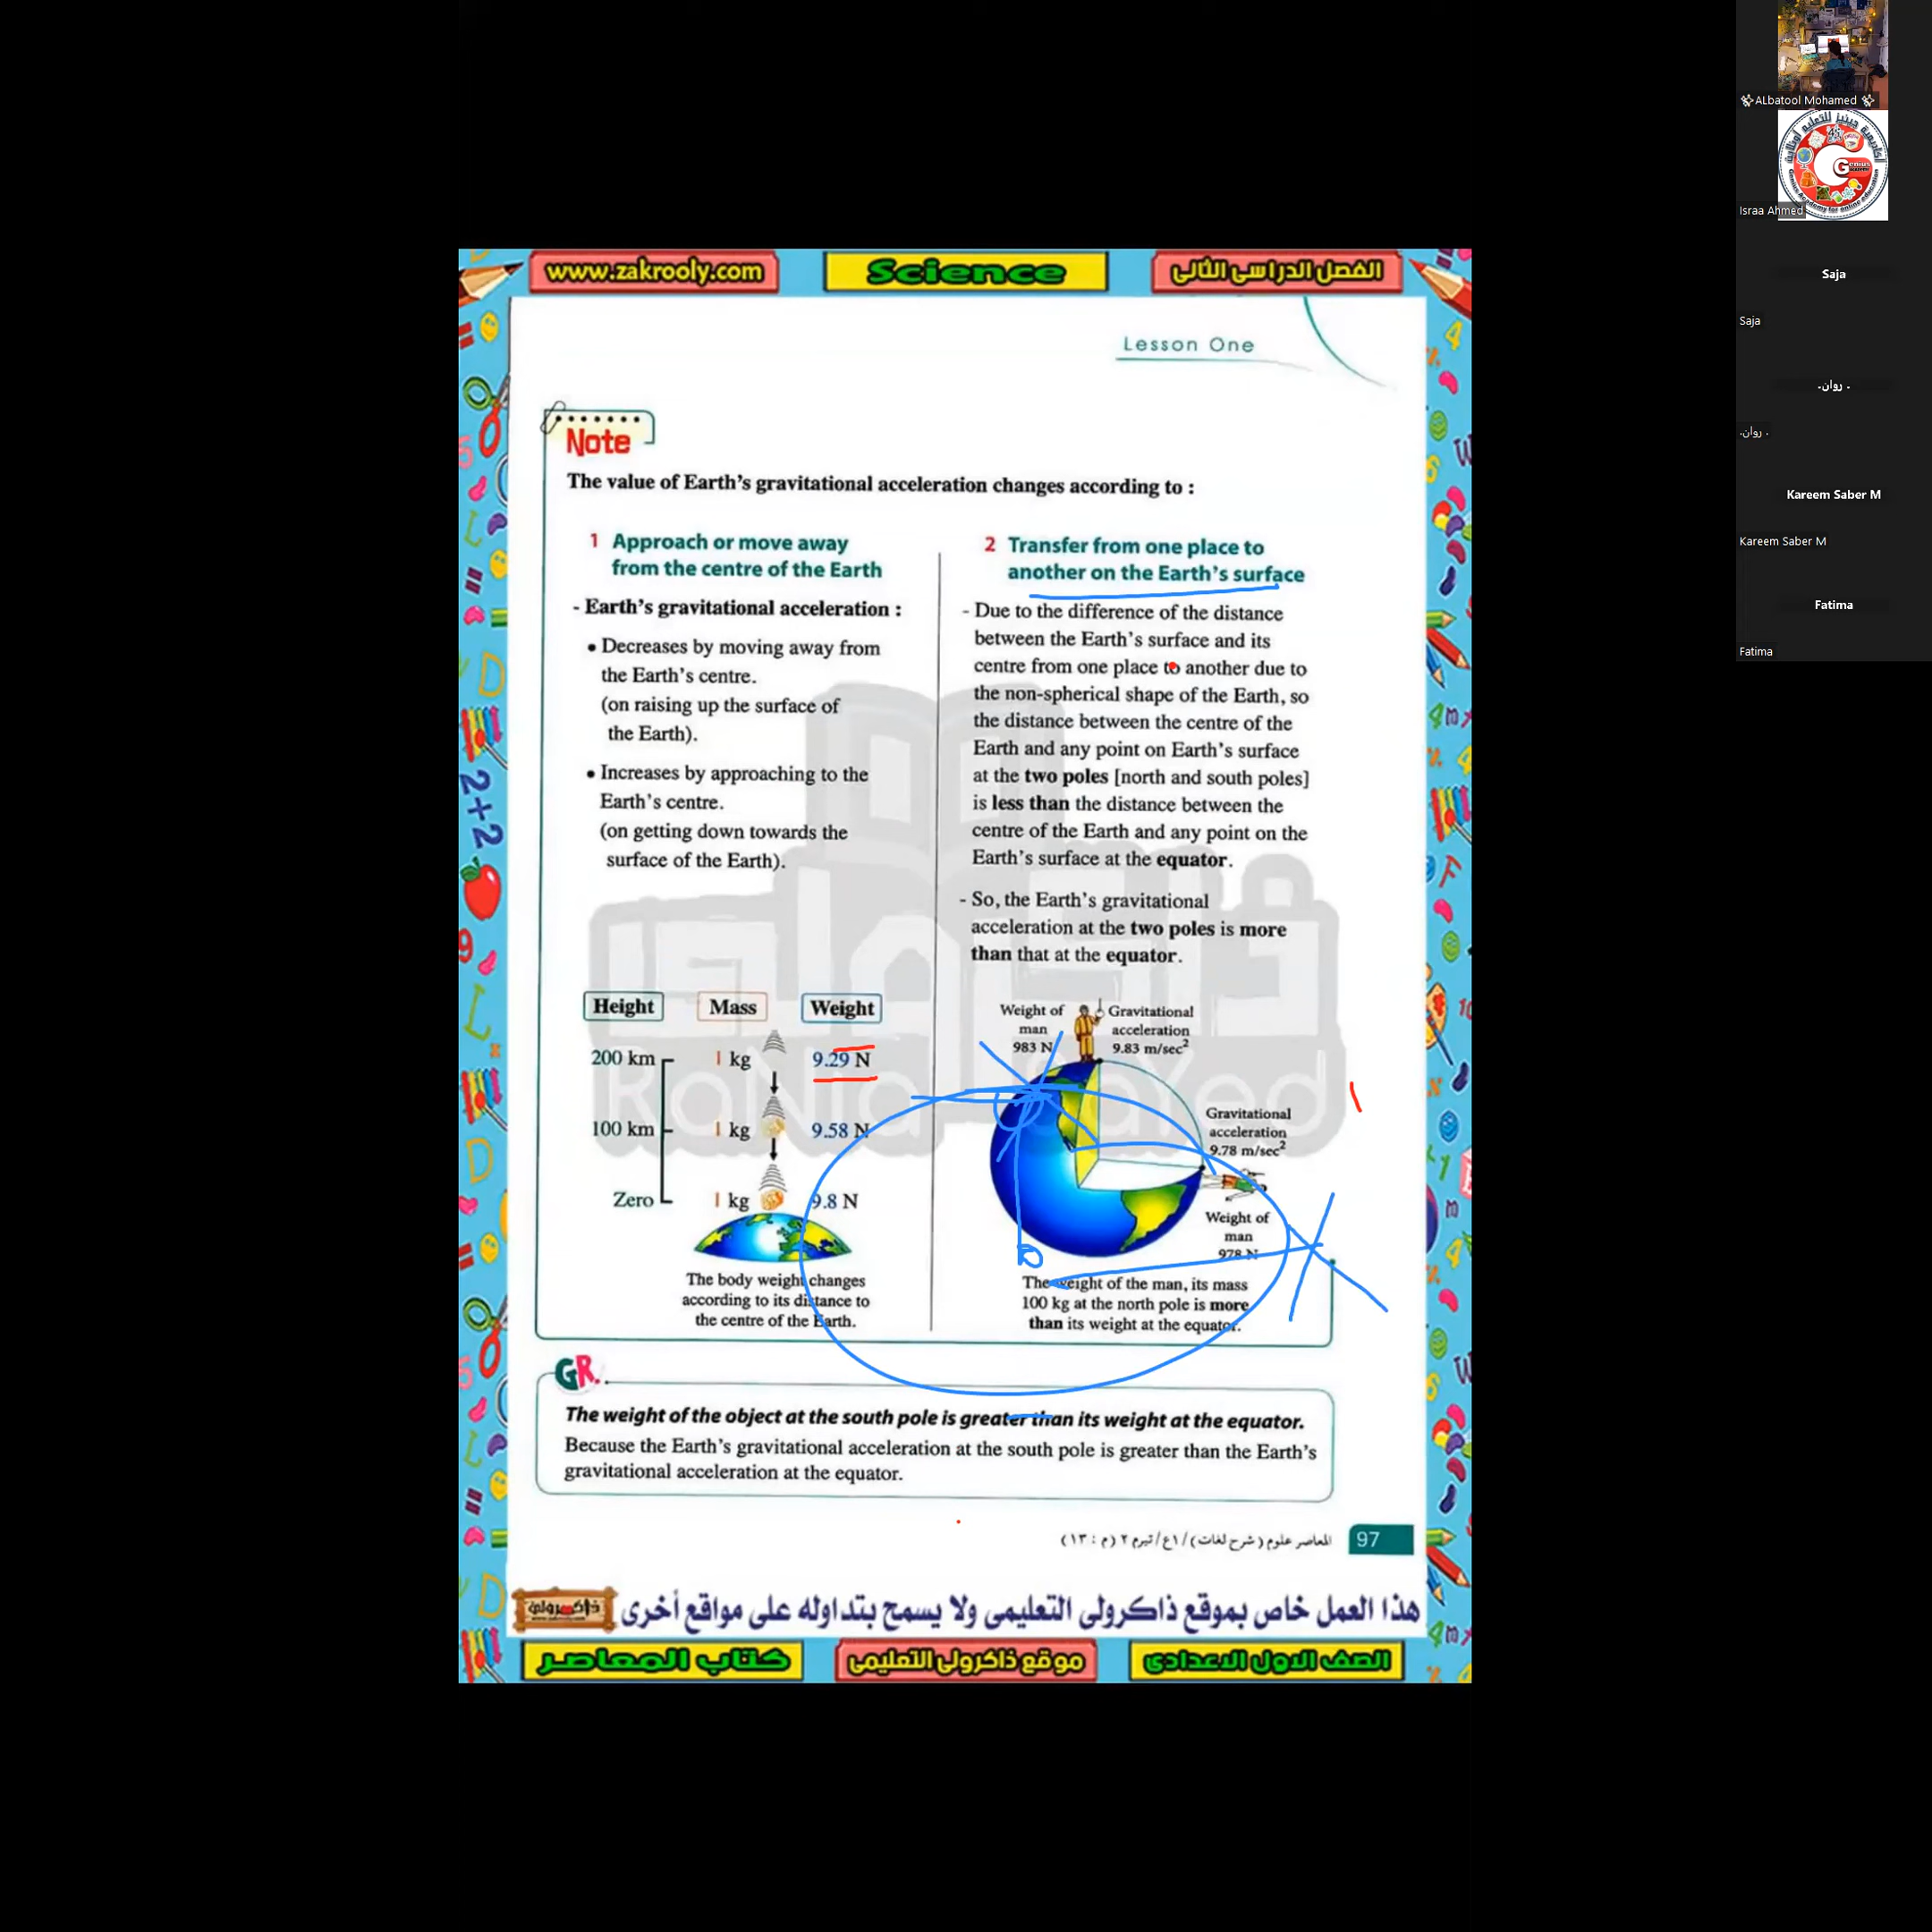 www.zakrooly.com
Science
الفصل الدراسى الثانى
Lesson One
Note
The value of Earth's gravitational acceleration changes according to :
1 Approach or move away
from the centre of the Earth
- Earth's gravitational acceleration :
• Decreases by moving away from
the Earth's centre.
(on raising up the surface of
the Earth).
• Increases by approaching to the
Earth's centre.
(on getting down towards the
surface of the Earth).
Height Mass Weight
200 km 1 kg 9.29 N
100 km 1 kg 9.58 N
Zero 1 kg 9.8 N
The body weight changes
according to its distance to
the centre of the Earth.
2 Transfer from one place to
another on the Earth's surface
- Due to the difference of the distance
between the Earth's surface and its
centre from one place to another due to
the non-spherical shape of the Earth, so
the distance between the centre of the
Earth and any point on Earth's surface
at the two poles [north and south poles]
is less than the distance between the
centre of the Earth and any point on the
Earth's surface at the equator.
- So, the Earth's gravitational
acceleration at the two poles is more
than that at the equator.
Weight of
man
983 N
Gravitational
acceleration
9.83 m/sec²
Gravitational
acceleration
9.78 m/sec²
Weight of
man
978 N
The weight of the man, its mass
100 kg at the north pole is more
than its weight at the equator.
GR.
The weight of the object at the south pole is greater than its weight at the equator.
Because the Earth's gravitational acceleration at the south pole is greater than the Earth's
gravitational acceleration at the equator.
المعاصر علوم (شرح لغات) / ١ع / تيرم ٢ (م : ١٣)
97
هذا العمل خاص بموقع ذاكرولى التعليمى ولا يسمح بتداوله على مواقع أخرى
ذاكرولى
كتاب المعاصر
موقع ذاكرولى التعليمى
الصف الاول الاعدادى
RaNia SaYed
ALbatool Mohamed
Israa Ahmed
Saja
Saja
روان.
روان.
Kareem Saber M
Kareem Saber M
Fatima
Fatima